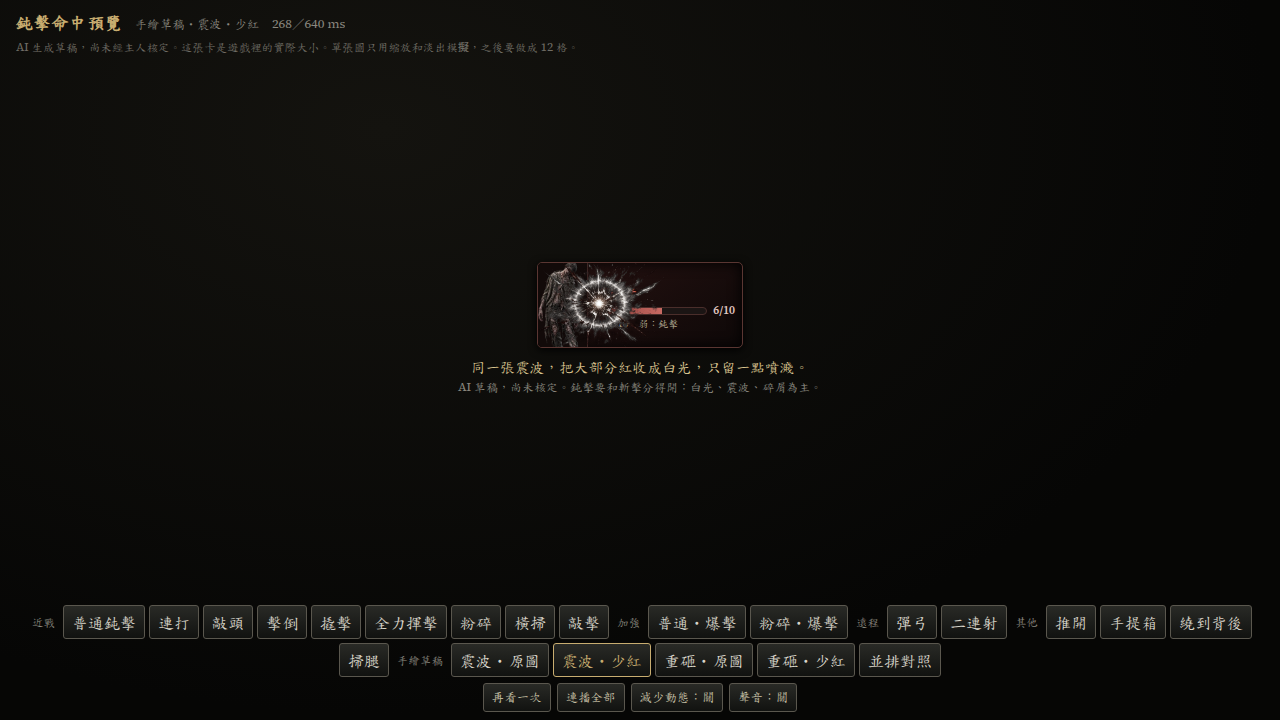 鈍擊命中預覽 手繪草稿・震波・少紅 268／640 ms
AI 生成草稿，尚未經主人核定。這張卡是遊戲裡的實際大小。單張圖只用縮放和淡出模擬，之後要做成 12 格。
6/10
弱：鈍擊
同一張震波，把大部分紅收成白光，只留一點噴濺。
AI 草稿，尚未核定。鈍擊要和斬擊分得開：白光、震波、碎屑為主。
近戰 普通鈍擊 連打 敲頭 擊倒 猛擊 全力揮擊 粉碎 橫掃 敲擊 加強 普通・爆擊 粉碎・爆擊 遠程 彈弓 二連射 其他 推開 手提箱 繞到背後
掃腿 手繪草稿 震波・原圖 震波・少紅 重砸・原圖 重砸・少紅 並排對照
再看一次 連播全部 減少動態：關 聲音：關